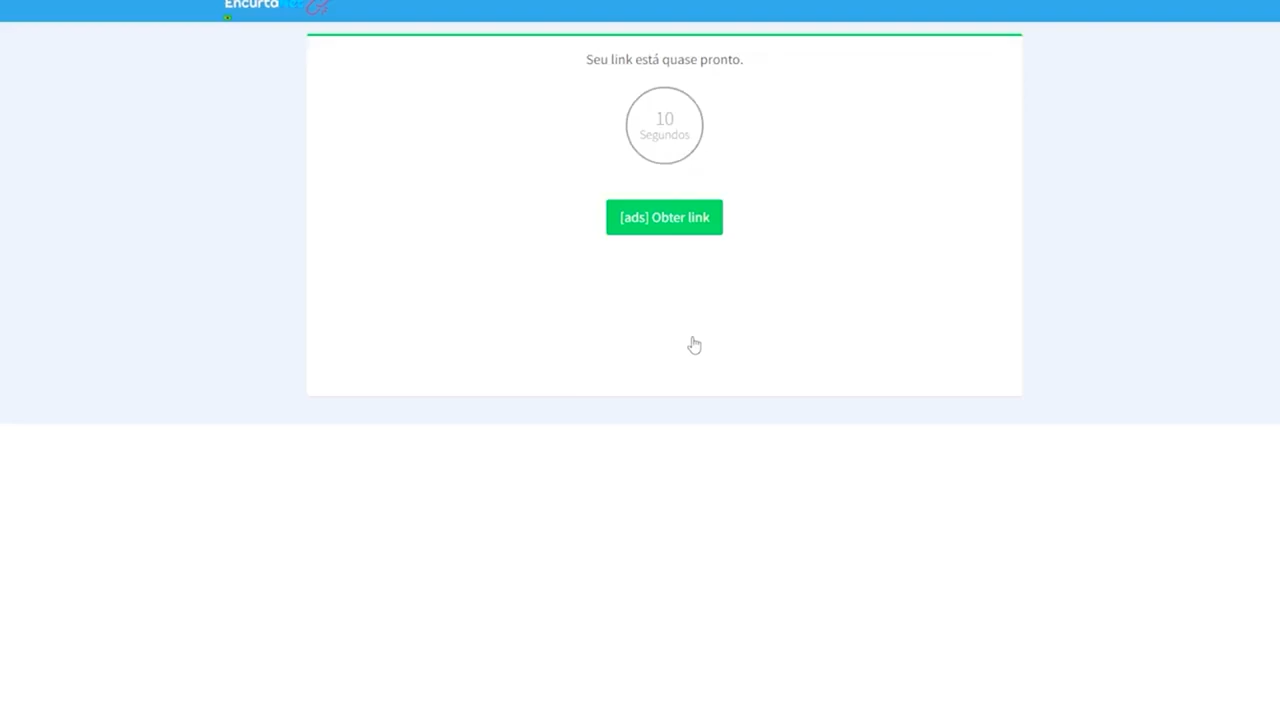 Encurta
Seu link está quase pronto.
10
Segundos
[ads] Obter link